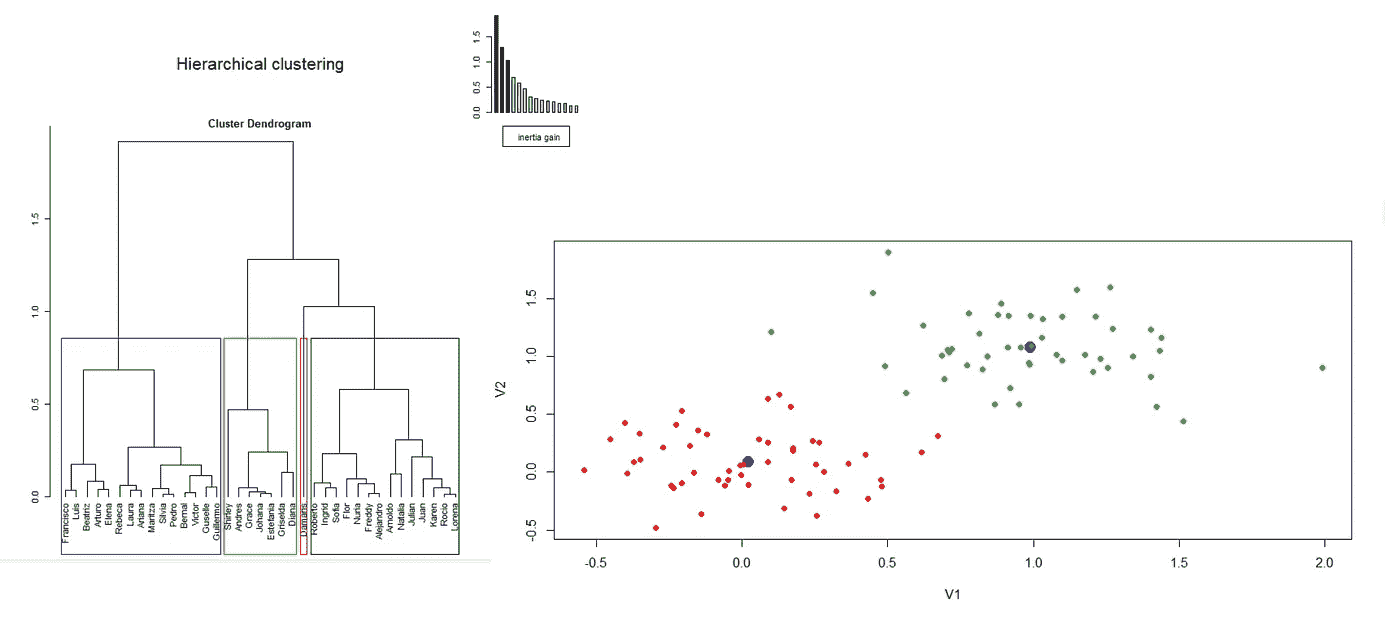 Hierarchical clustering
Cluster Dendrogram
1.5
1.0
0.5
0.0
Francisco
Luis
Beatriz
Arturo
Elena
Rebeca
Laura
Ariana
Maritza
Silvia
Pedro
Bernal
Victor
Guselle
Guillermo
Shirley
Andres
Grace
Johana
Estefania
Griselda
Diana
Damaris
Roberto
Ingrid
Sofia
Flor
Nuria
Freddy
Alejandro
Arnoldo
Natalia
Julian
Juan
Karen
Rocio
Lorena
1.5
1.0
0.5
0.0
inertia gain
V2
1.5
1.0
0.5
0.0
-0.5
-0.5 0.0 0.5 1.0 1.5 2.0
V1